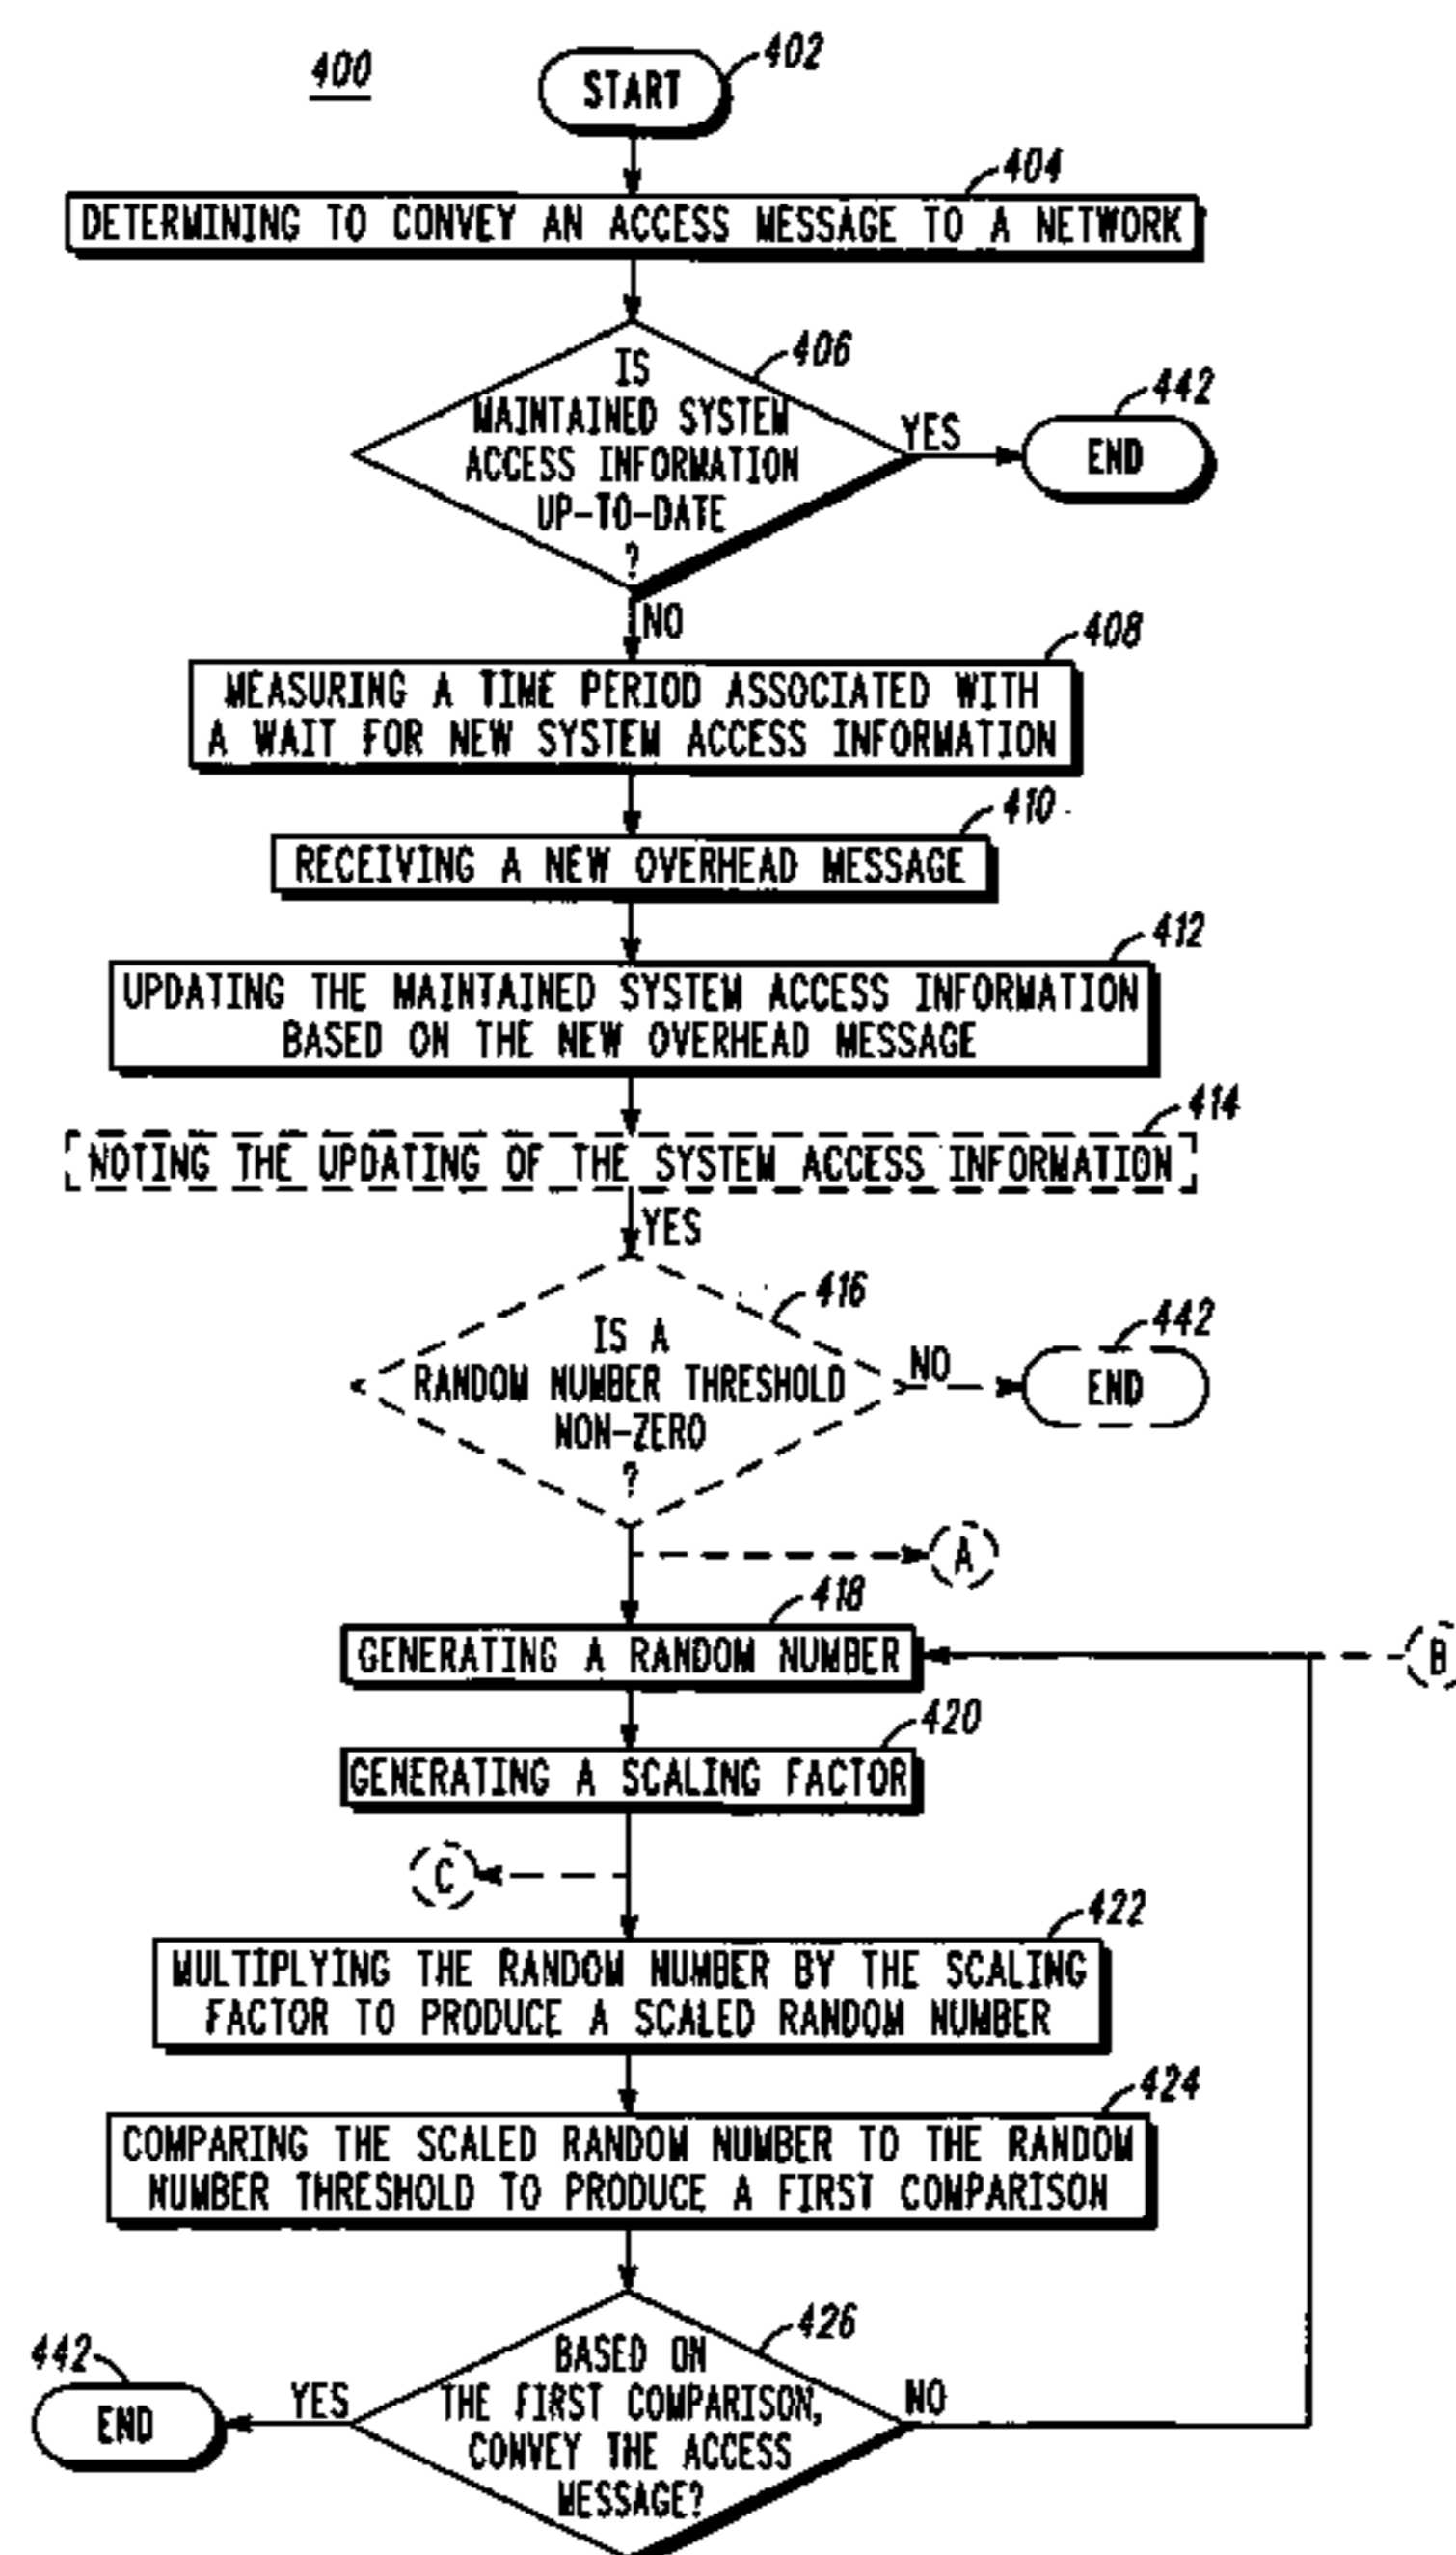 400
START
402
404
DETERMINING TO CONVEY AN ACCESS MESSAGE TO A NETWORK
406
IS
MAINTAINED SYSTEM
ACCESS INFORMATION
UP-TO-DATE
?
YES
442
END
NO
408
MEASURING A TIME PERIOD ASSOCIATED WITH
A WAIT FOR NEW SYSTEM ACCESS INFORMATION
410
RECEIVING A NEW OVERHEAD MESSAGE
412
UPDATING THE MAINTAINED SYSTEM ACCESS INFORMATION
BASED ON THE NEW OVERHEAD MESSAGE
414
NOTING THE UPDATING OF THE SYSTEM ACCESS INFORMATION
YES
416
IS A
RANDOM NUMBER THRESHOLD
NON-ZERO
?
NO
442
END
A
418
GENERATING A RANDOM NUMBER
B
420
GENERATING A SCALING FACTOR
C
422
MULTIPLYING THE RANDOM NUMBER BY THE SCALING
FACTOR TO PRODUCE A SCALED RANDOM NUMBER
424
COMPARING THE SCALED RANDOM NUMBER TO THE RANDOM
NUMBER THRESHOLD TO PRODUCE A FIRST COMPARISON
426
BASED ON
THE FIRST COMPARISON,
CONVEY THE ACCESS
MESSAGE?
442
END
YES
NO